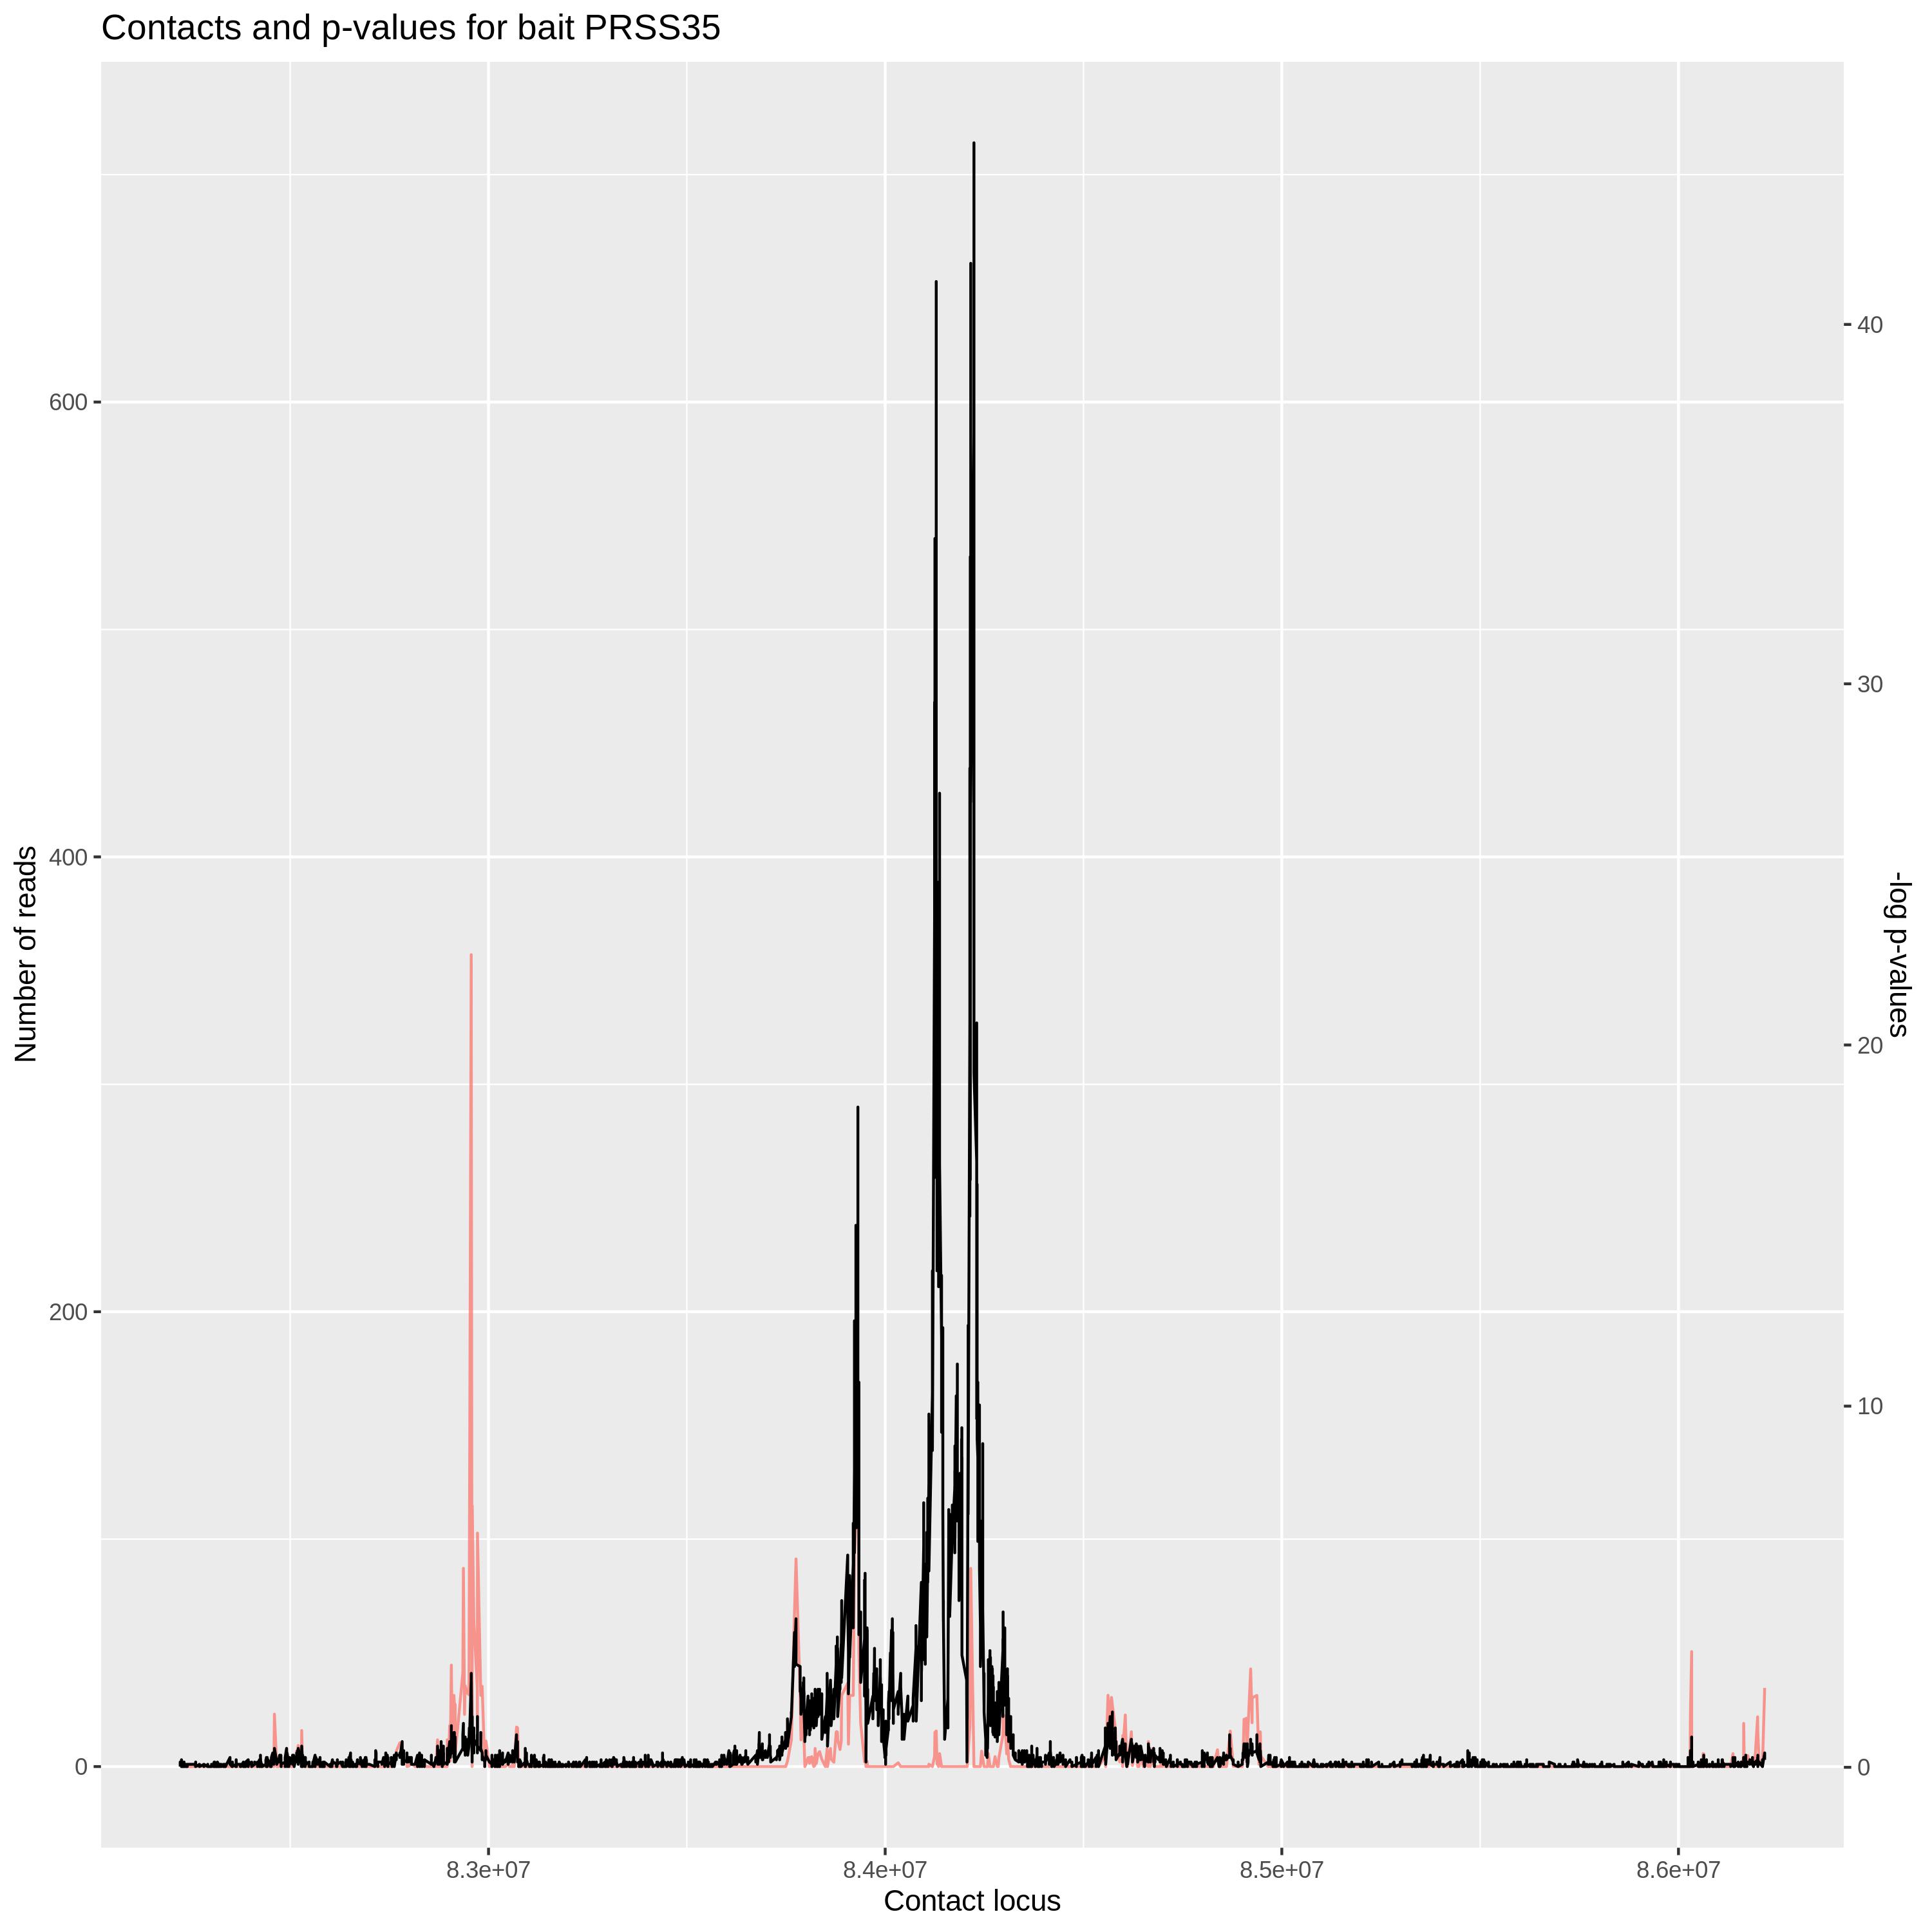 Contacts and p-values for bait PRSS35
Number of reads
600
400
200
0
40
30
20
10
0
-log p-values
8.3e+07 8.4e+07 8.5e+07 8.6e+07
Contact locus